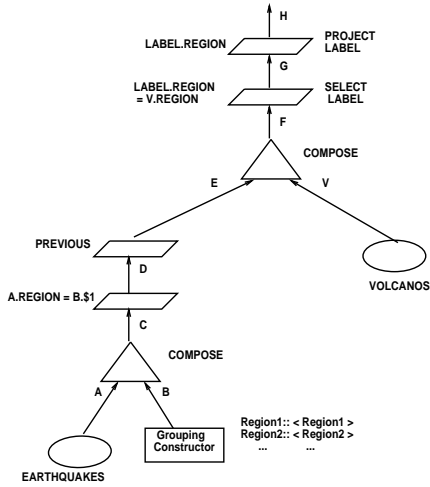 H
PROJECT
LABEL
LABEL.REGION
G
LABEL.REGION
= V.REGION
SELECT
LABEL
F
COMPOSE
E
V
PREVIOUS
VOLCANOS
D
A.REGION = B.$1
C
COMPOSE
A
B
Region1:: < Region1 >
Region2:: < Region2 >
... ...
Grouping
Constructor
EARTHQUAKES